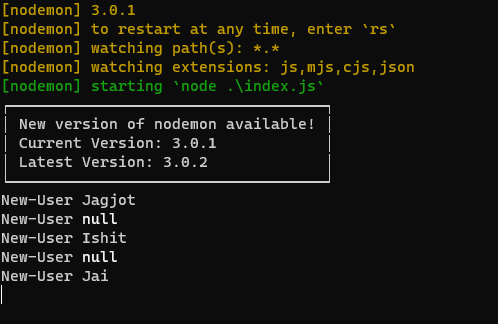 [nodemon] 3.0.1
[nodemon] to restart at any time, enter `rs`
[nodemon] watching path(s): *.*
[nodemon] watching extensions: js,mjs,cjs,json
[nodemon] starting `node .\index.js`
New version of nodemon available!
Current Version: 3.0.1
Latest Version: 3.0.2
New-User Jagjot
New-User null
New-User Ishit
New-User null
New-User Jai